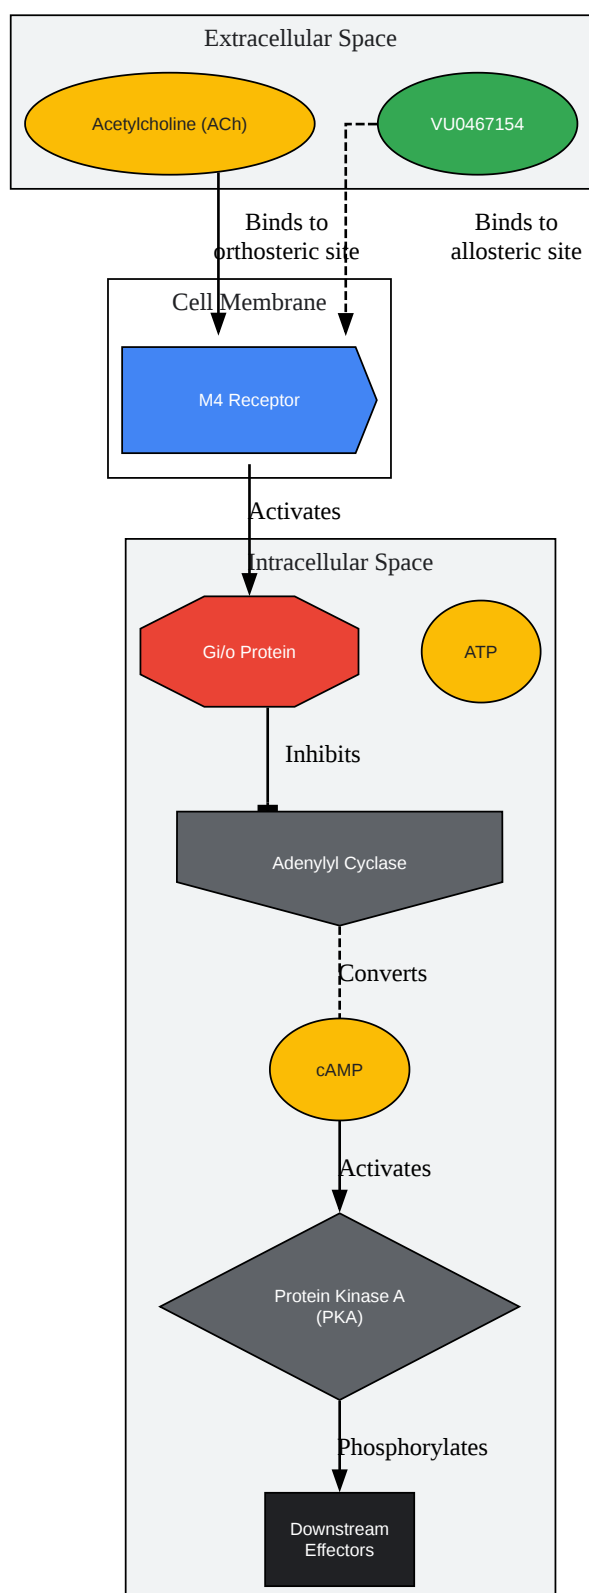 Extracellular Space
Acetylcholine (ACh)
VU0467154
Binds to
orthosteric site
Binds to
allosteric site
Cell Membrane
M4 Receptor
Activates
Intracellular Space
Gi/o Protein
ATP
Inhibits
Adenylyl Cyclase
Converts
cAMP
Activates
Protein Kinase A
(PKA)
Phosphorylates
Downstream
Effectors